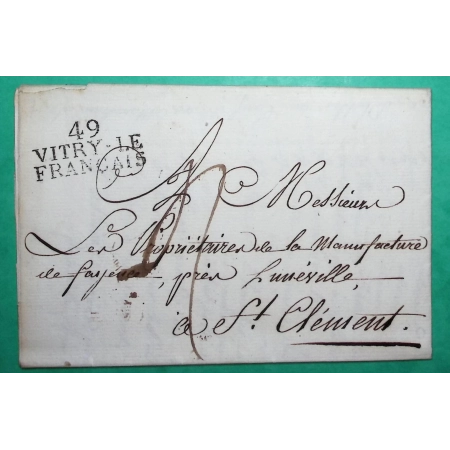 49
VITRY-LE
FRANÇAIS
A Messieurs
Les Propriétaires de la Manufacture
de fayence, près Lunéville,
à St. Clément.